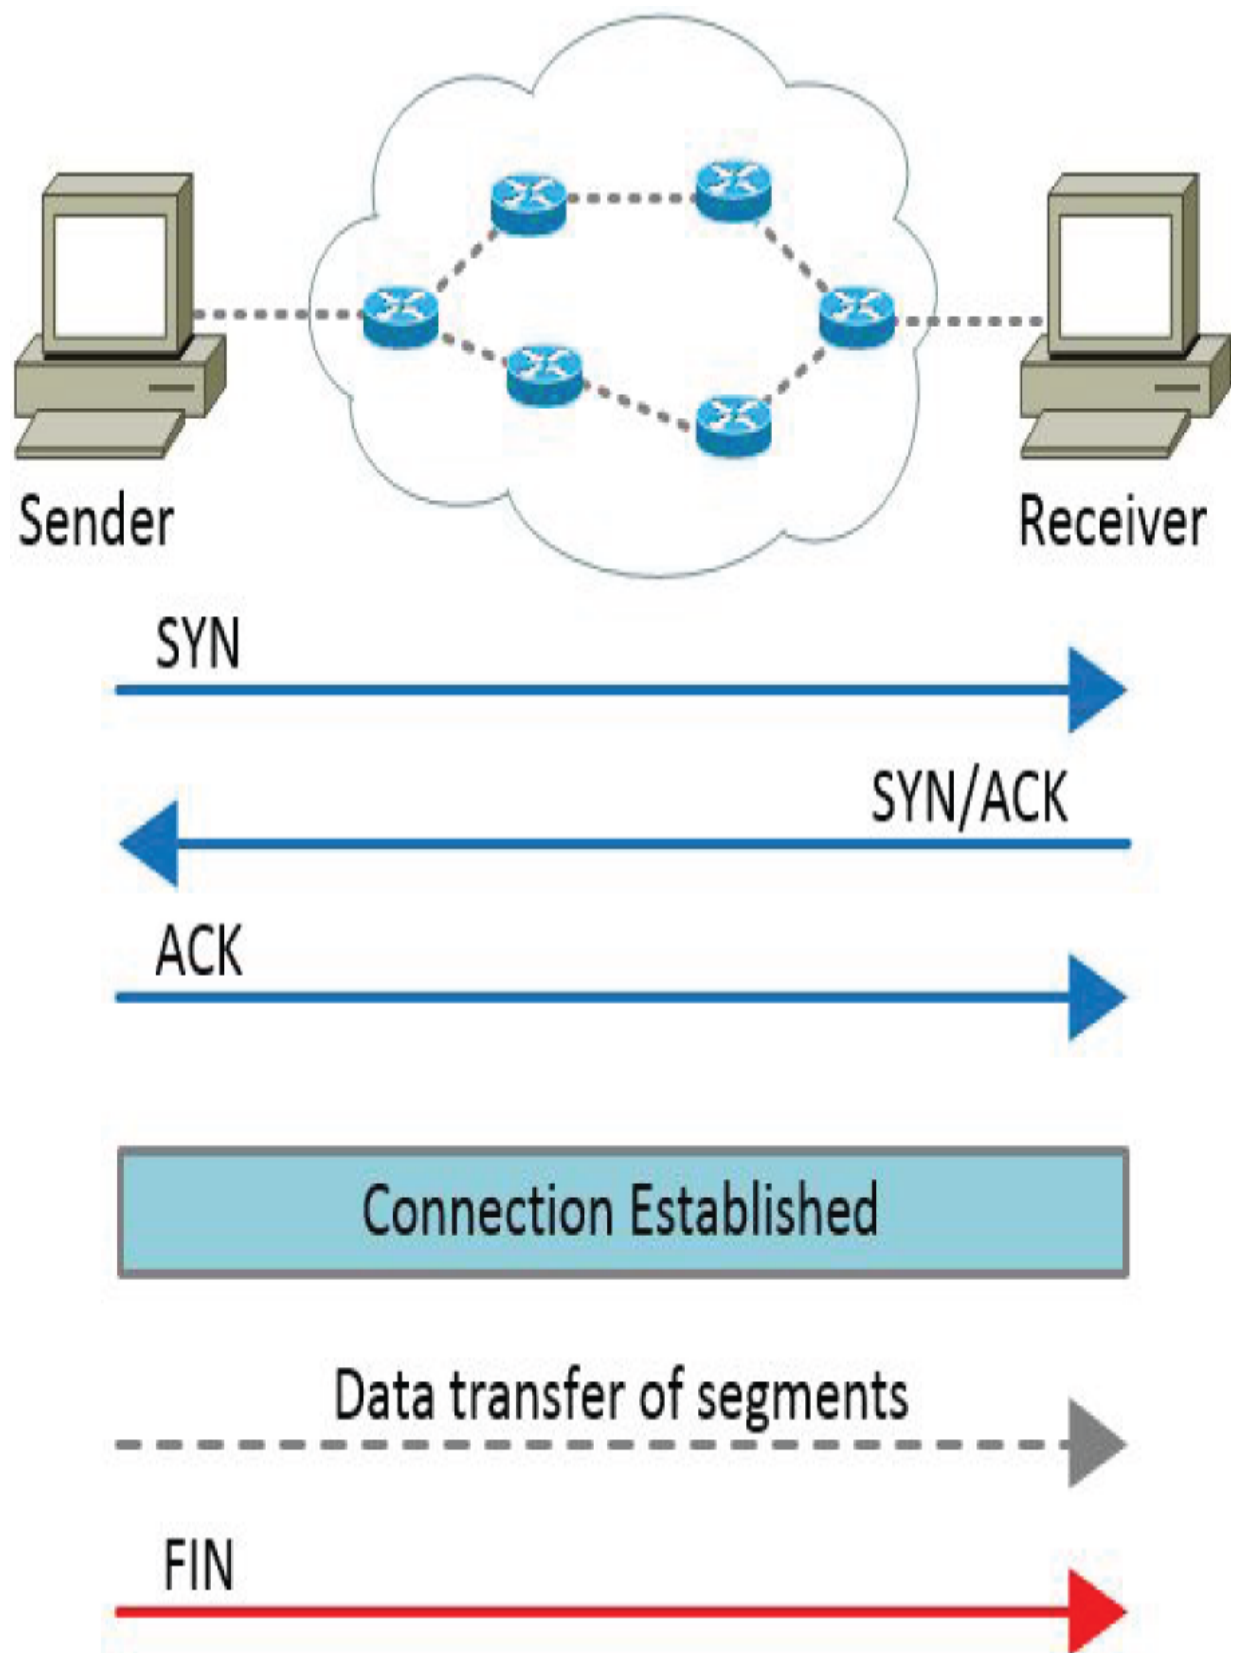 Sender
Receiver
SYN
SYN/ACK
ACK
Connection Established
Data transfer of segments
FIN